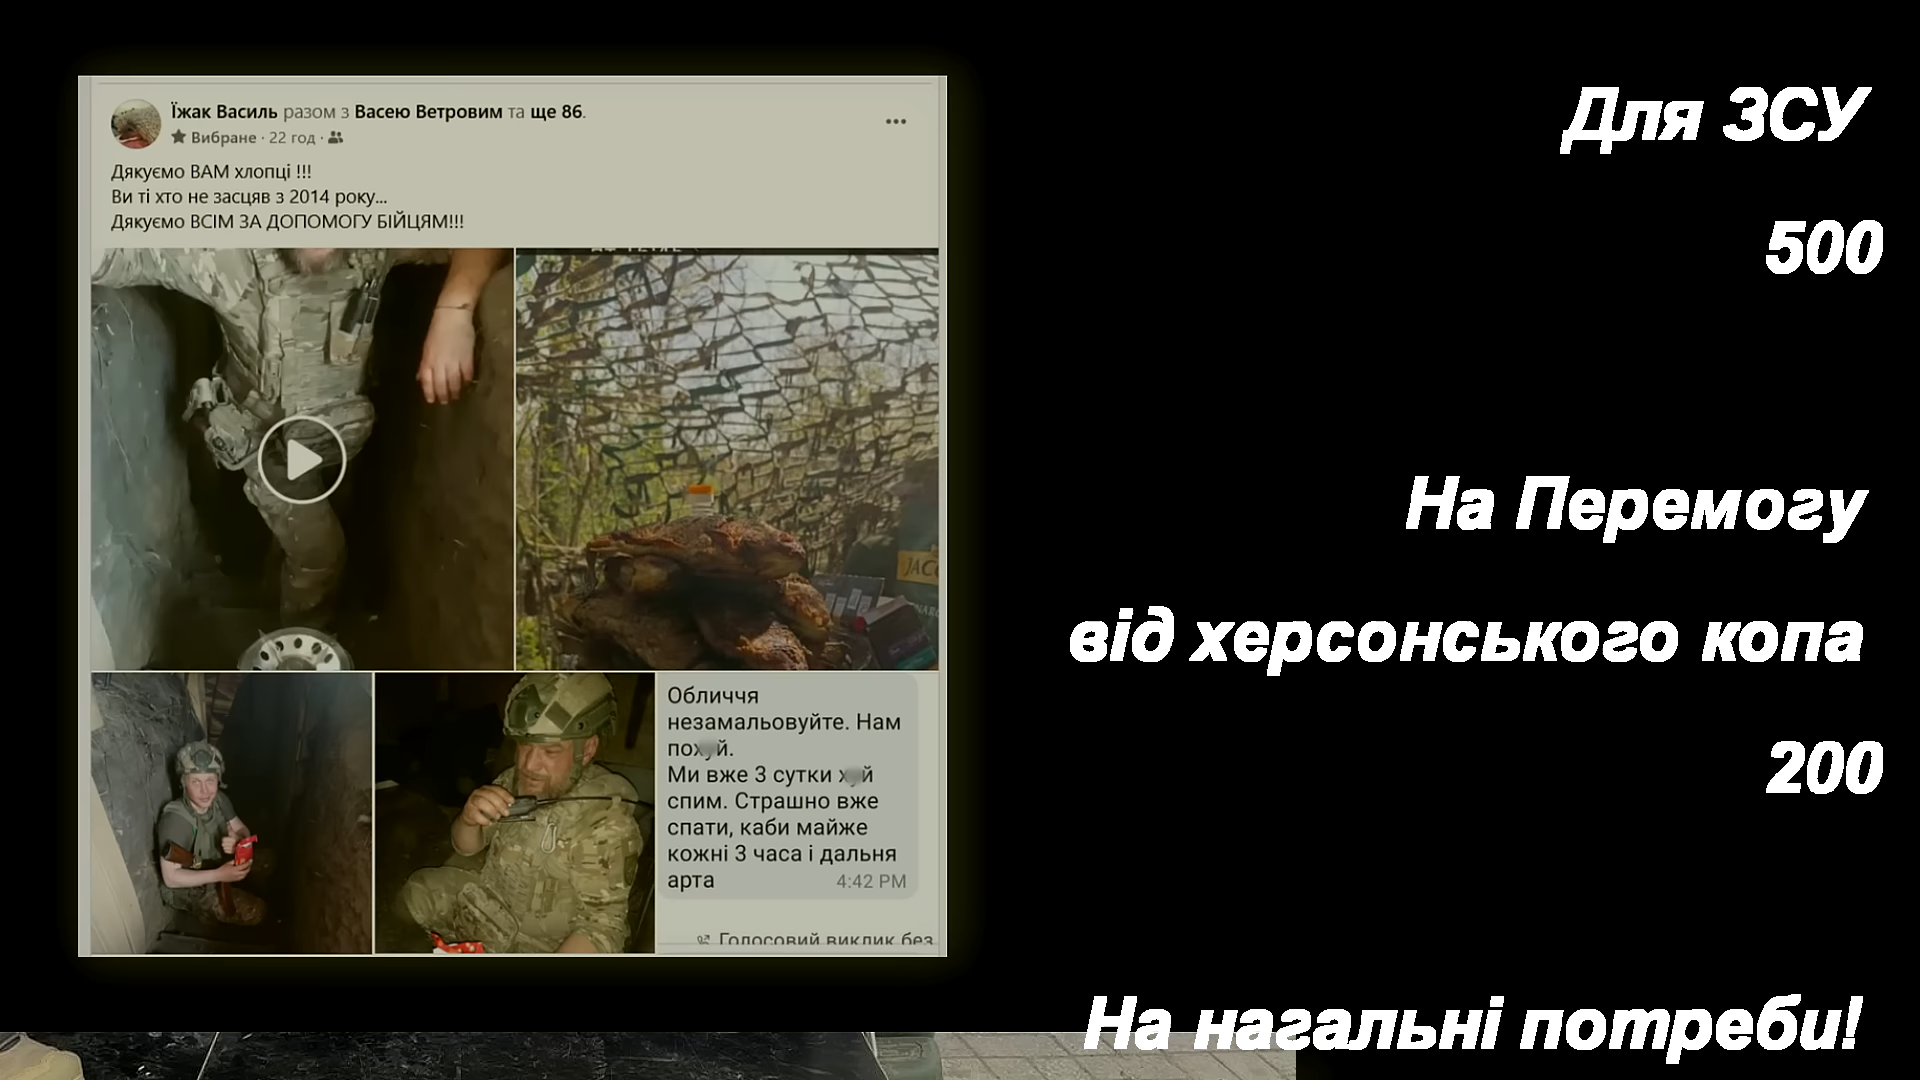 Їжак Василь разом з Васею Ветровим та ще 86.
Вибране · 22 год ·
Дякуємо ВАМ хлопці !!!
Ви ті хто не засцяв з 2014 року...
Дякуємо ВСІМ ЗА ДОПОМОГУ БІЙЦЯМ!!!
Обличчя
незамальовуйте. Нам
пох й.
Ми вже 3 сутки х й
спим. Страшно вже
спати, каби майже
кожні 3 часа і дальня
арта
4:42 PM
Голосовий виклик без
Для ЗСУ
500
На Перемогу
від херсонського копа
200
На нагальні потреби!